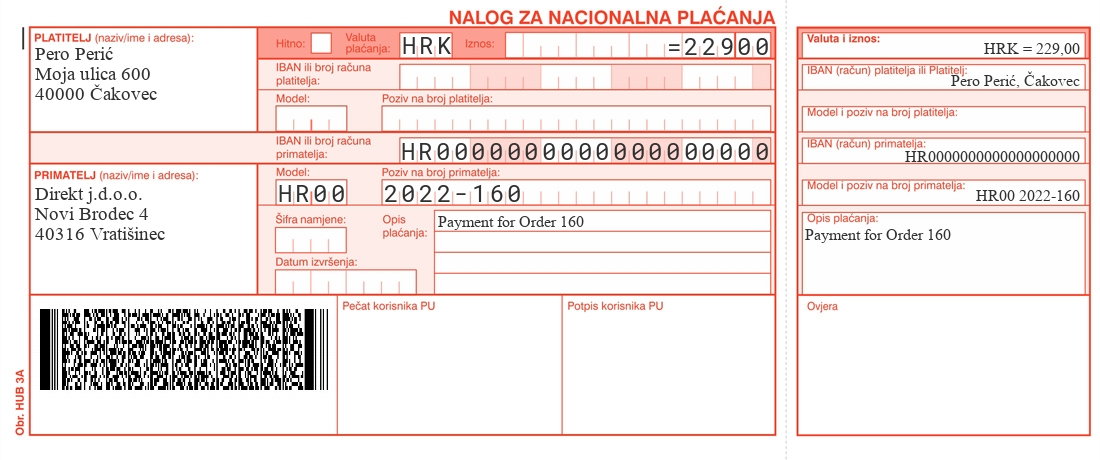 NALOG ZA NACIONALNA PLAĆANJA
PLATITELJ (naziv/ime i adresa):
Pero Perić
Moja ulica 600
40000 Čakovec
Hitno:
Valuta plaćanja:
HRK
Iznos:
=22900
IBAN ili broj računa platitelja:
Model:
Poziv na broj platitelja:
IBAN ili broj računa primatelja:
HR0000000000000000000
PRIMATELJ (naziv/ime i adresa):
Direkt j.d.o.o.
Novi Brodec 4
40316 Vratišinec
Model:
HR00
Poziv na broj primatelja:
2022-160
Šifra namjene:
Opis plaćanja:
Payment for Order 160
Datum izvršenja:
Pečat korisnika PU
Potpis korisnika PU
Obr. HUB 3A
Valuta i iznos:
HRK = 229,00
IBAN (račun) platitelja ili Platitelj:
Pero Perić, Čakovec
Model i poziv na broj platitelja:
IBAN (račun) primatelja:
HR0000000000000000000
Model i poziv na broj primatelja:
HR00 2022-160
Opis plaćanja:
Payment for Order 160
Ovjera